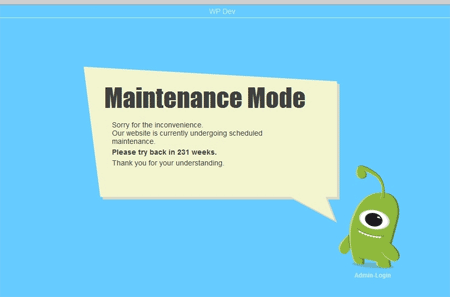 WP Dev
Maintenance Mode
Sorry for the inconvenience.
Our website is currently undergoing scheduled
maintenance.
Please try back in 231 weeks.
Thank you for your understanding.
Admin Login